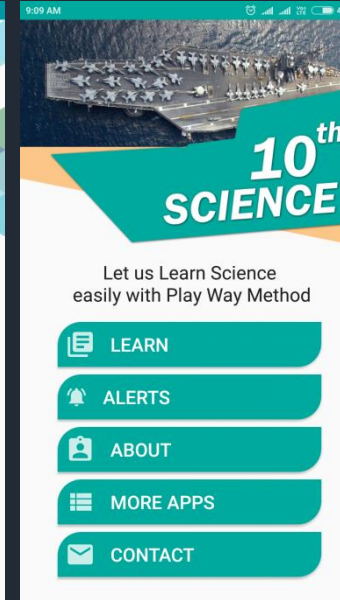 9:09 AM
10th
SCIENCE
Let us Learn Science
easily with Play Way Method
LEARN
ALERTS
ABOUT
MORE APPS
CONTACT